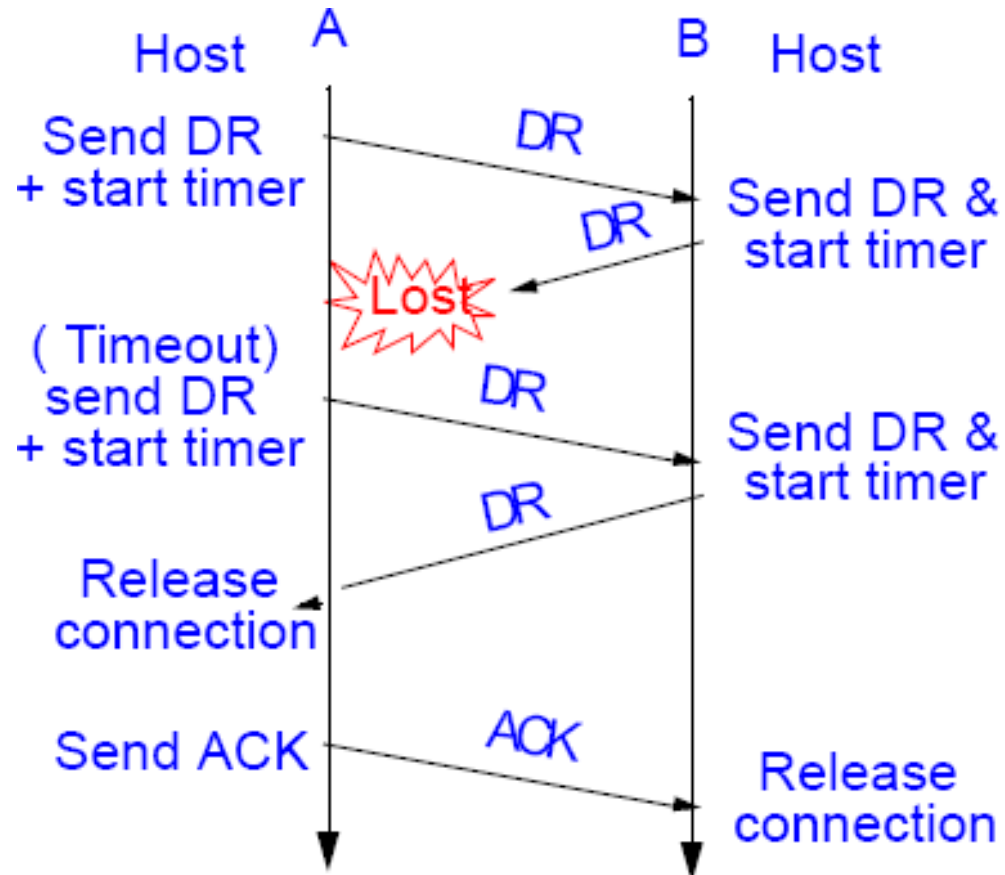 A
B
Host
Host
Send DR
+ start timer
DR
Send DR &
start timer
DR
Lost
( Timeout)
send DR
+ start timer
DR
Send DR &
start timer
DR
Release
connection
Send ACK
ACK
Release
connection